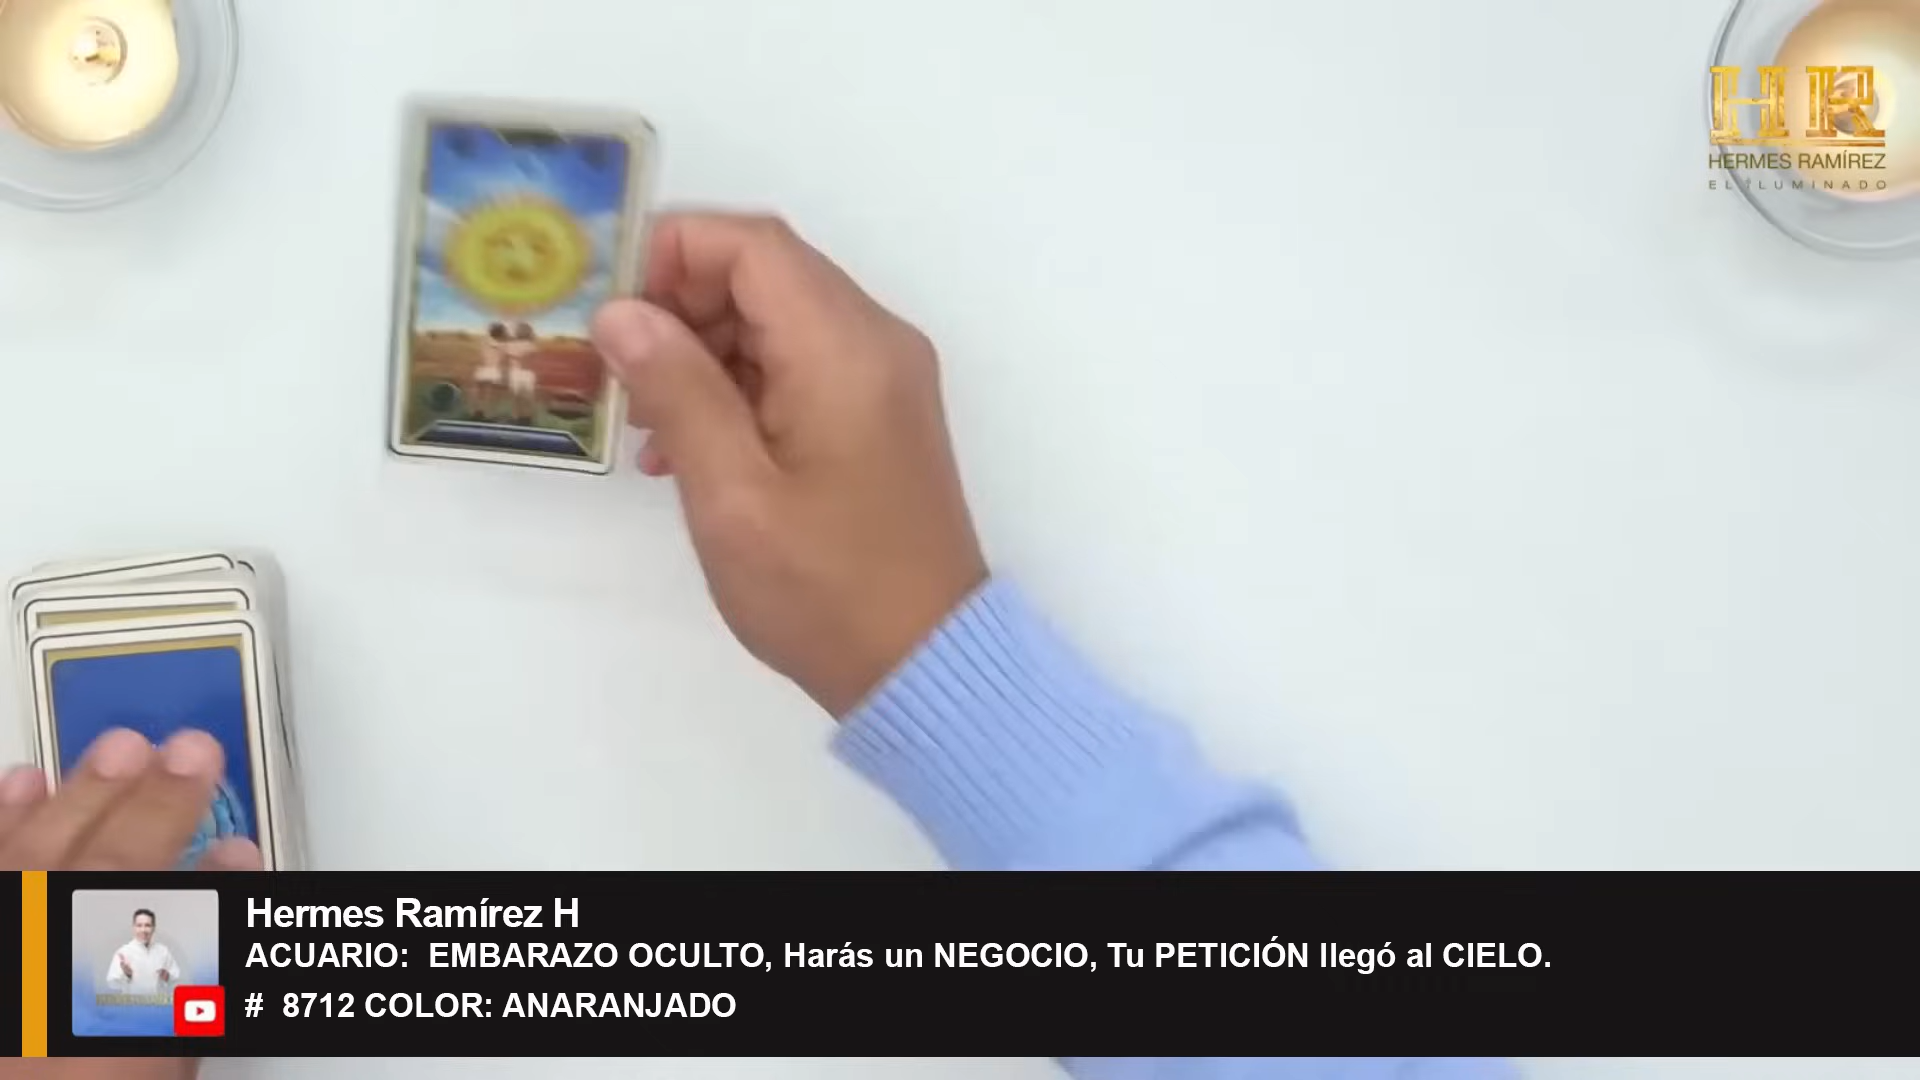 HR
HERMES RAMÍREZ
EL ILUMINADO
Hermes Ramírez H
ACUARIO:  EMBARAZO OCULTO, Harás un NEGOCIO, Tu PETICIÓN llegó al CIELO.
#  8712 COLOR: ANARANJADO